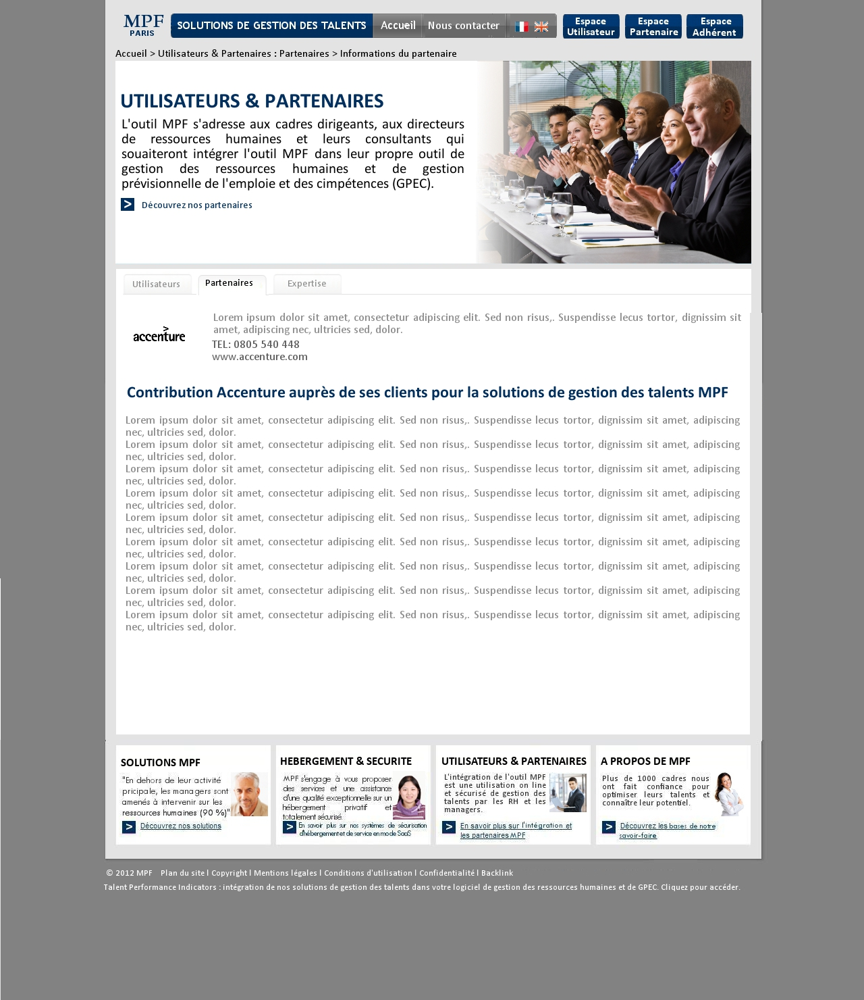 MPF
PARIS
SOLUTIONS DE GESTION DES TALENTS
Accueil
Nous contacter
Espace
Utilisateur
Espace
Partenaire
Espace
Adhérent
Accueil > Utilisateurs & Partenaires : Partenaires > Informations du partenaire
UTILISATEURS & PARTENAIRES
L'outil MPF s'adresse aux cadres dirigeants, aux directeurs
de ressources humaines et leurs consultants qui
souaiteront intégrer l'outil MPF dans leur propre outil de
gestion des ressources humaines et de gestion
prévisionnelle de l'emploie et des cimpétences (GPEC).
> Découvrez nos partenaires
Utilisateurs
Partenaires
Expertise
accenture
Lorem ipsum dolor sit amet, consectetur adipiscing elit. Sed non risus,. Suspendisse lecus tortor, dignissim sit
amet, adipiscing nec, ultricies sed, dolor.
TEL: 0805 540 448
www.accenture.com
Contribution Accenture auprès de ses clients pour la solutions de gestion des talents MPF
Lorem ipsum dolor sit amet, consectetur adipiscing elit. Sed non risus,. Suspendisse lecus tortor, dignissim sit amet, adipiscing
nec, ultricies sed, dolor.
Lorem ipsum dolor sit amet, consectetur adipiscing elit. Sed non risus,. Suspendisse lecus tortor, dignissim sit amet, adipiscing
nec, ultricies sed, dolor.
Lorem ipsum dolor sit amet, consectetur adipiscing elit. Sed non risus,. Suspendisse lecus tortor, dignissim sit amet, adipiscing
nec, ultricies sed, dolor.
Lorem ipsum dolor sit amet, consectetur adipiscing elit. Sed non risus,. Suspendisse lecus tortor, dignissim sit amet, adipiscing
nec, ultricies sed, dolor.
Lorem ipsum dolor sit amet, consectetur adipiscing elit. Sed non risus,. Suspendisse lecus tortor, dignissim sit amet, adipiscing
nec, ultricies sed, dolor.
Lorem ipsum dolor sit amet, consectetur adipiscing elit. Sed non risus,. Suspendisse lecus tortor, dignissim sit amet, adipiscing
nec, ultricies sed, dolor.
Lorem ipsum dolor sit amet, consectetur adipiscing elit. Sed non risus,. Suspendisse lecus tortor, dignissim sit amet, adipiscing
nec, ultricies sed, dolor.
Lorem ipsum dolor sit amet, consectetur adipiscing elit. Sed non risus,. Suspendisse lecus tortor, dignissim sit amet, adipiscing
nec, ultricies sed, dolor.
Lorem ipsum dolor sit amet, consectetur adipiscing elit. Sed non risus,. Suspendisse lecus tortor, dignissim sit amet, adipiscing
nec, ultricies sed, dolor.
SOLUTIONS MPF
"En dehors de leur activité
pricipale, les managers sont
amenés à intervenir sur les
ressources humaines (90 %)"
> Découvrez nos solutions
HEBERGEMENT & SECURITE
MPF s'engage à vous proposer
des services et une assistance
d'une qualité exceptionnelle sur un
hébergement privatif et
totalement sécurisé.
> En savoir plus sur nos systèmes de sécurisation
d'hébergement et de service en mode SaaS
UTILISATEURS & PARTENAIRES
L'intégration de l'outil MPF
est une utilisation on line
et sécurisé de gestion des
talents par les RH et les
managers.
> En savoir plus sur l'intégration et
les partenaires MPF
A PROPOS DE MPF
Plus de 1000 cadres nous
ont fait confiance pour
optimiser leurs talents et
connaître leur potentiel.
> Découvrez les bases de notre
savoir-faire
© 2012 MPF Plan du site l Copyright l Mentions légales l Conditions d'utilisation l Confidentialité l Backlink
Talent Performance Indicators : intégration de nos solutions de gestion des talents dans votre logiciel de gestion des ressources humaines et de GPEC. Cliquez pour accéder.